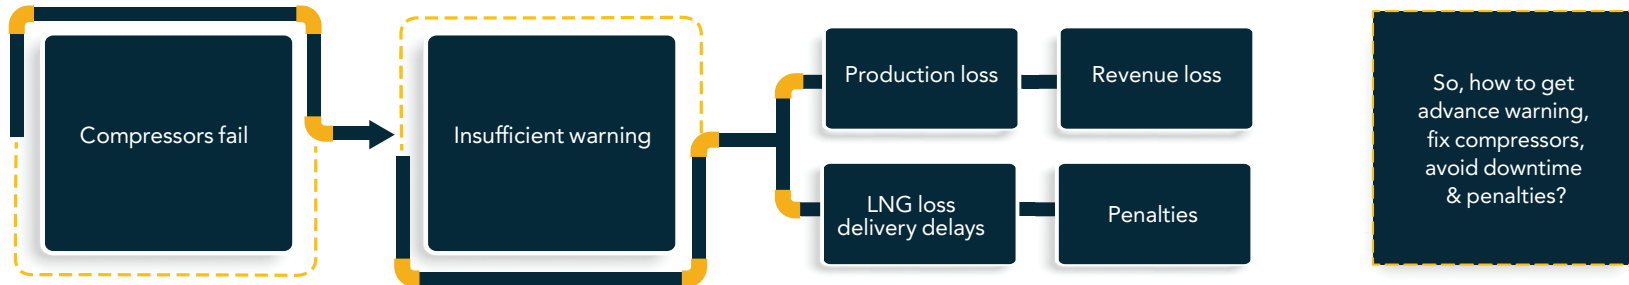 Compressors fail
Insufficient warning
Production loss
Revenue loss
LNG loss
delivery delays
Penalties
So, how to get
advance warning,
fix compressors,
avoid downtime
& penalties?